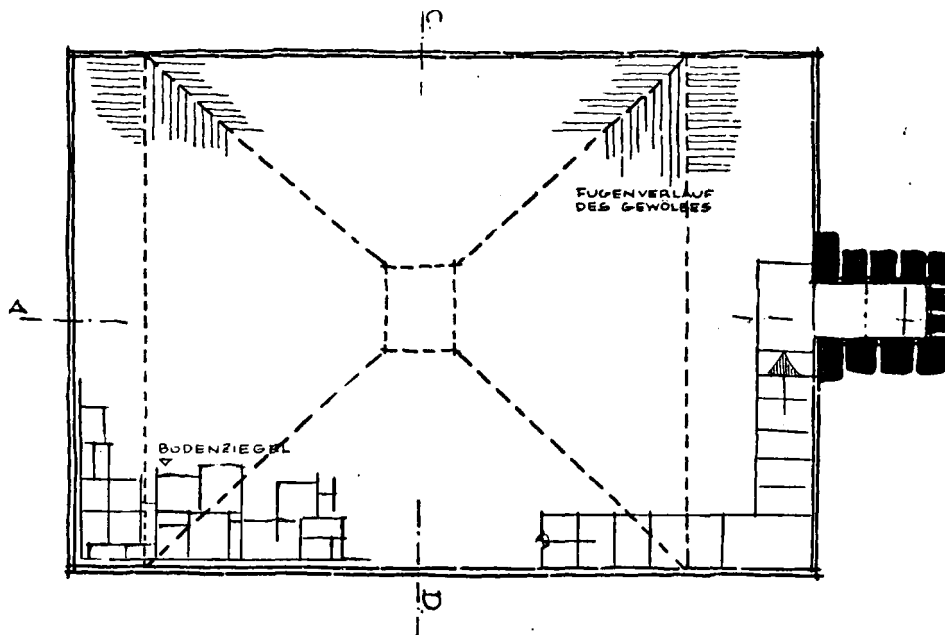 C
FUGENVERLAUF
DES GEWÖLBES
A
BODENZIEGEL
D